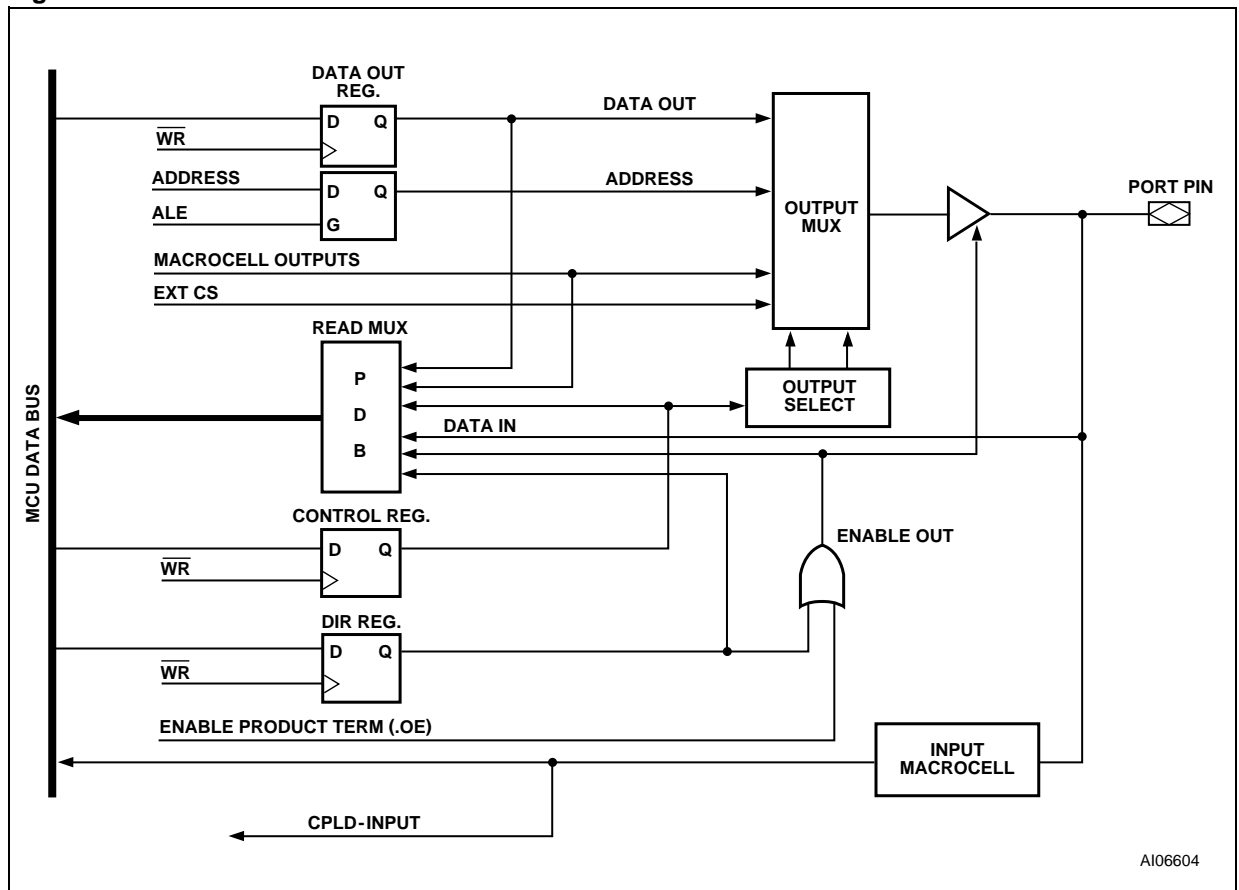 DATA OUT
REG.
D Q
WR
DATA OUT
ADDRESS
D Q
ALE
G
ADDRESS
OUTPUT
MUX
PORT PIN
MACROCELL OUTPUTS
EXT CS
READ MUX
P
D
B
OUTPUT
SELECT
DATA IN
MCU DATA BUS
CONTROL REG.
D Q
WR
ENABLE OUT
DIR REG.
D Q
WR
ENABLE PRODUCT TERM (.OE)
INPUT
MACROCELL
CPLD-INPUT
AI06604